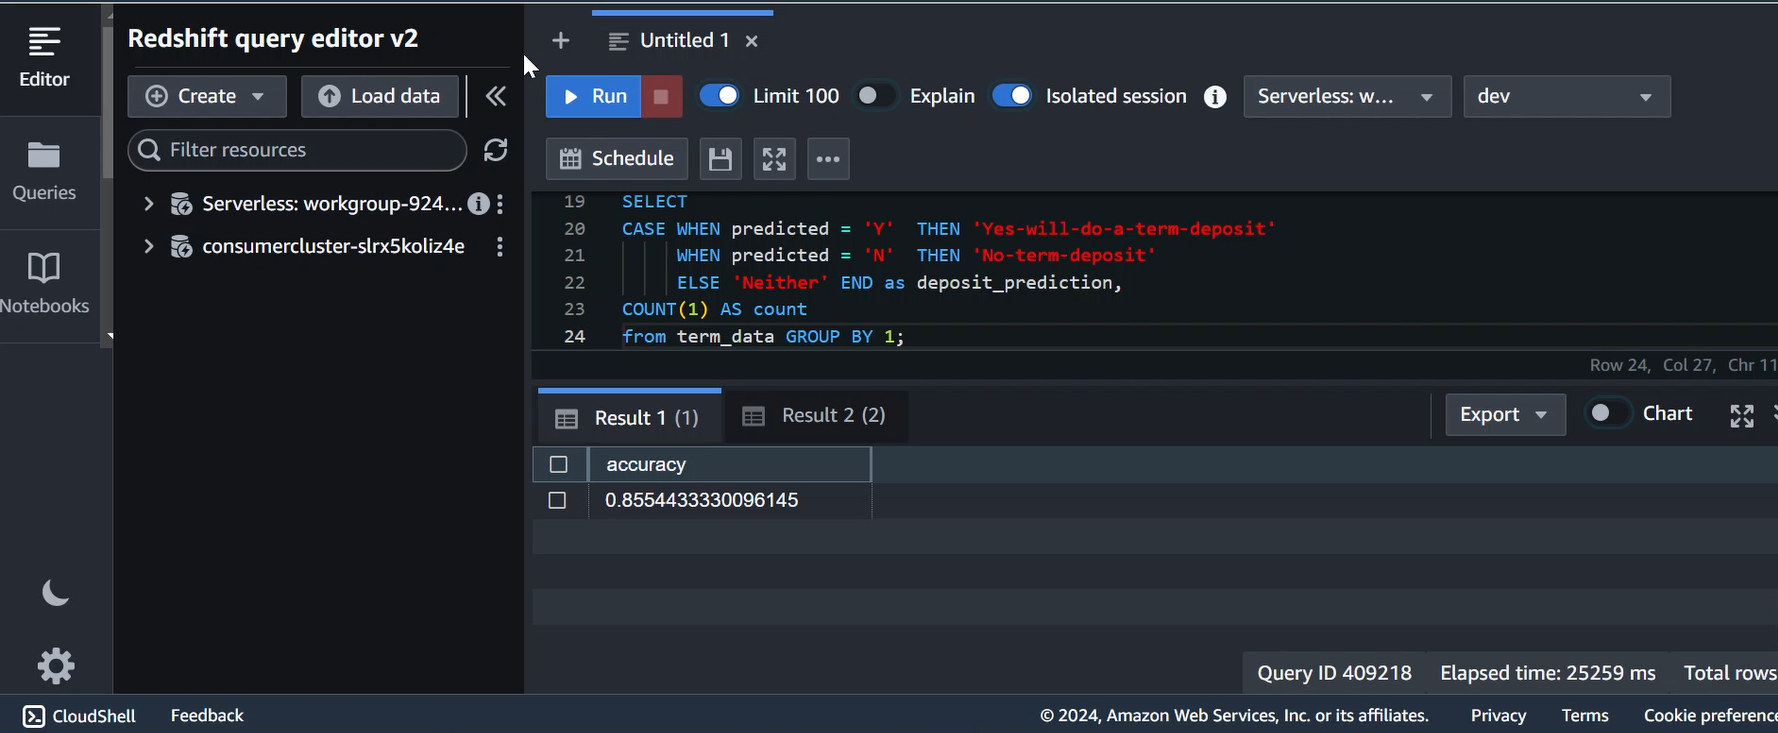 Redshift query editor v2
Editor
Queries
Notebooks
Create
Load data
Filter resources
Serverless: workgroup-924...
consumercluster-slrx5koliz4e
Untitled 1
Run
Limit 100
Explain
Isolated session
Serverless: w...
dev
Schedule
19 SELECT
20 CASE WHEN predicted = 'Y' THEN 'Yes-will-do-a-term-deposit'
21 WHEN predicted = 'N' THEN 'No-term-deposit'
22 ELSE 'Neither' END as deposit_prediction,
23 COUNT(1) AS count
24 from term_data GROUP BY 1;
Row 24, Col 27, Chr 11
Result 1 (1)
Result 2 (2)
Export
Chart
accuracy
0.8554433330096145
Query ID 409218 Elapsed time: 25259 ms Total rows
CloudShell Feedback © 2024, Amazon Web Services, Inc. or its affiliates. Privacy Terms Cookie preference